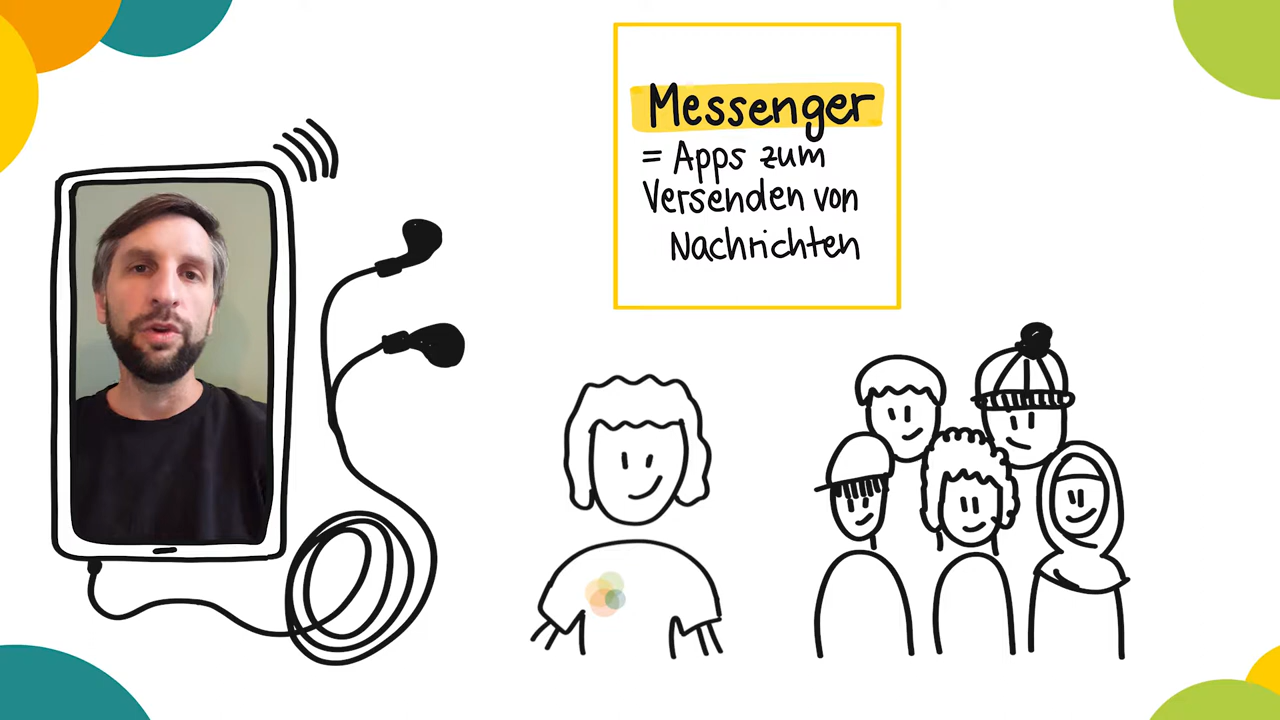 Messenger
= Apps zum
Versenden von
Nachrichten